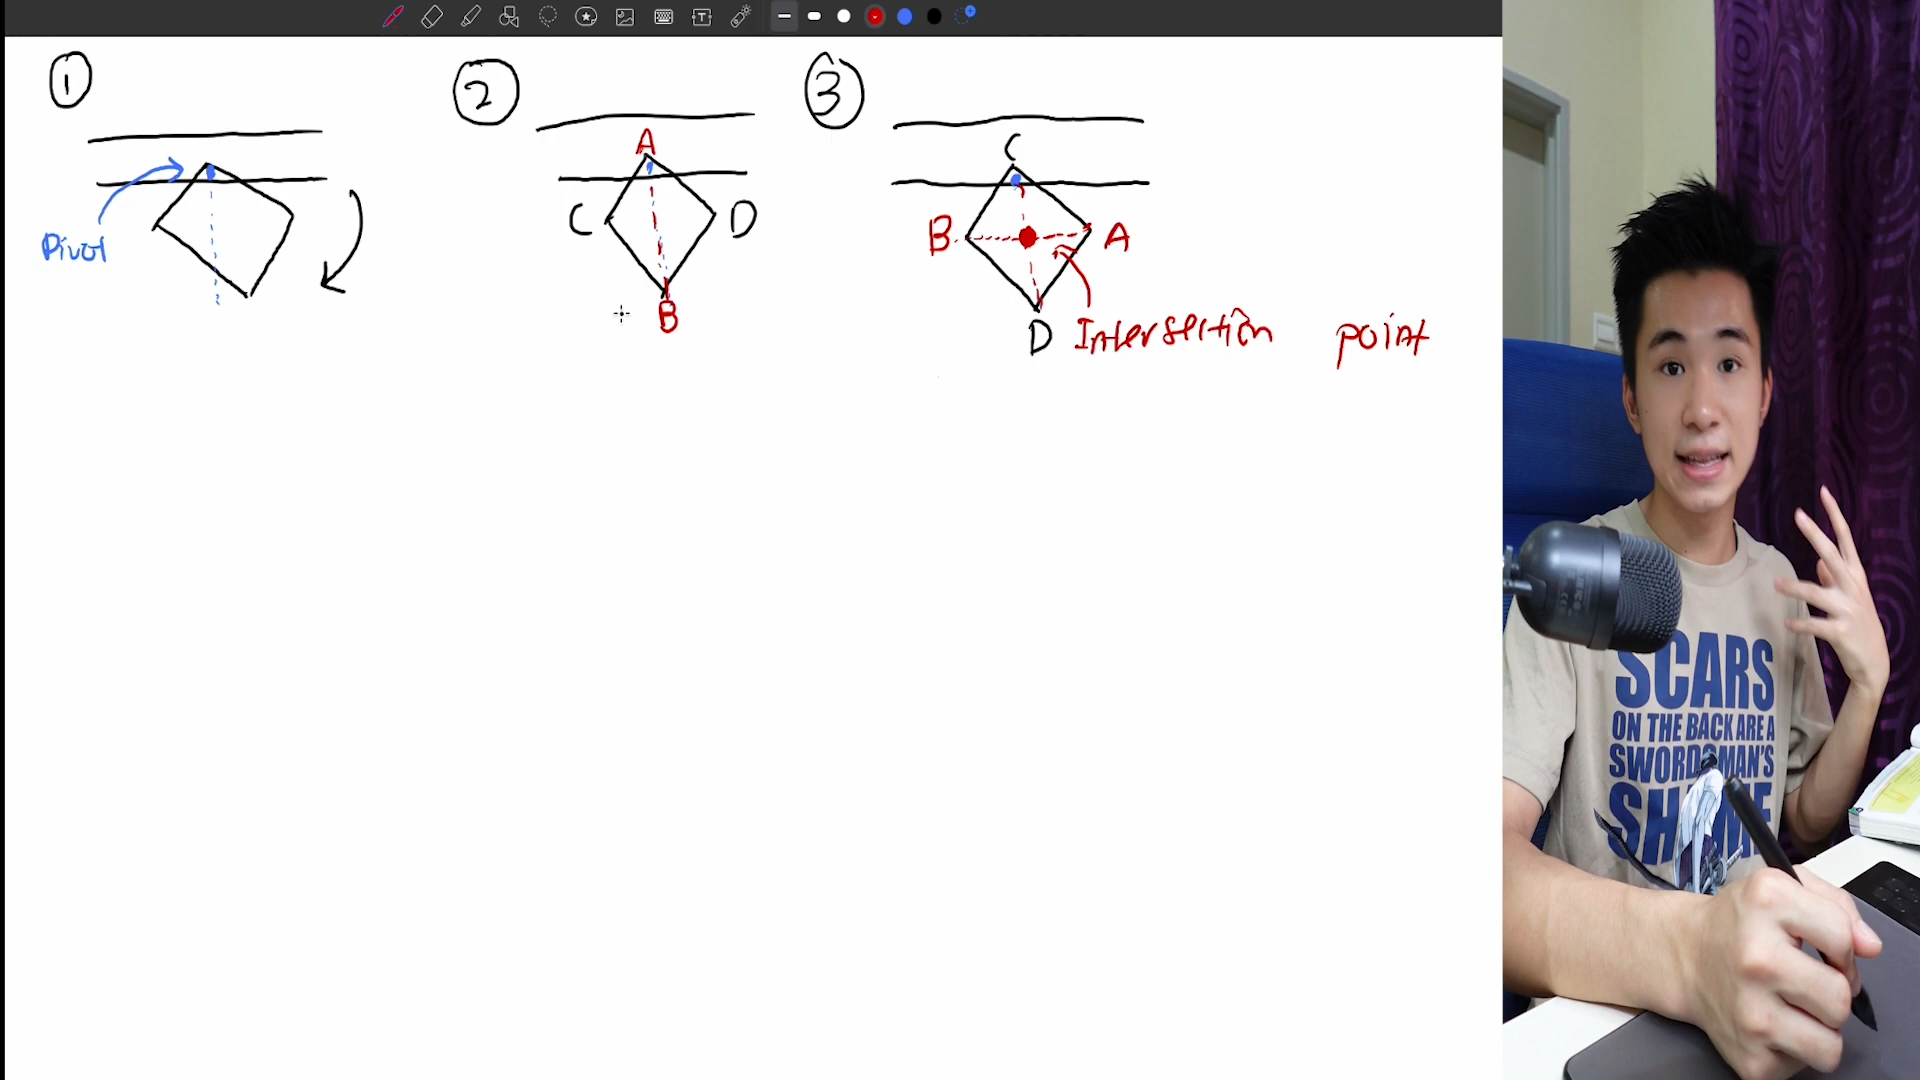 1
Pivot
2
A
C
D
B
3
C
B
A
D
Intersection point
SCARS
ON THE BACK ARE A
SWORDSMAN'S
SHAME